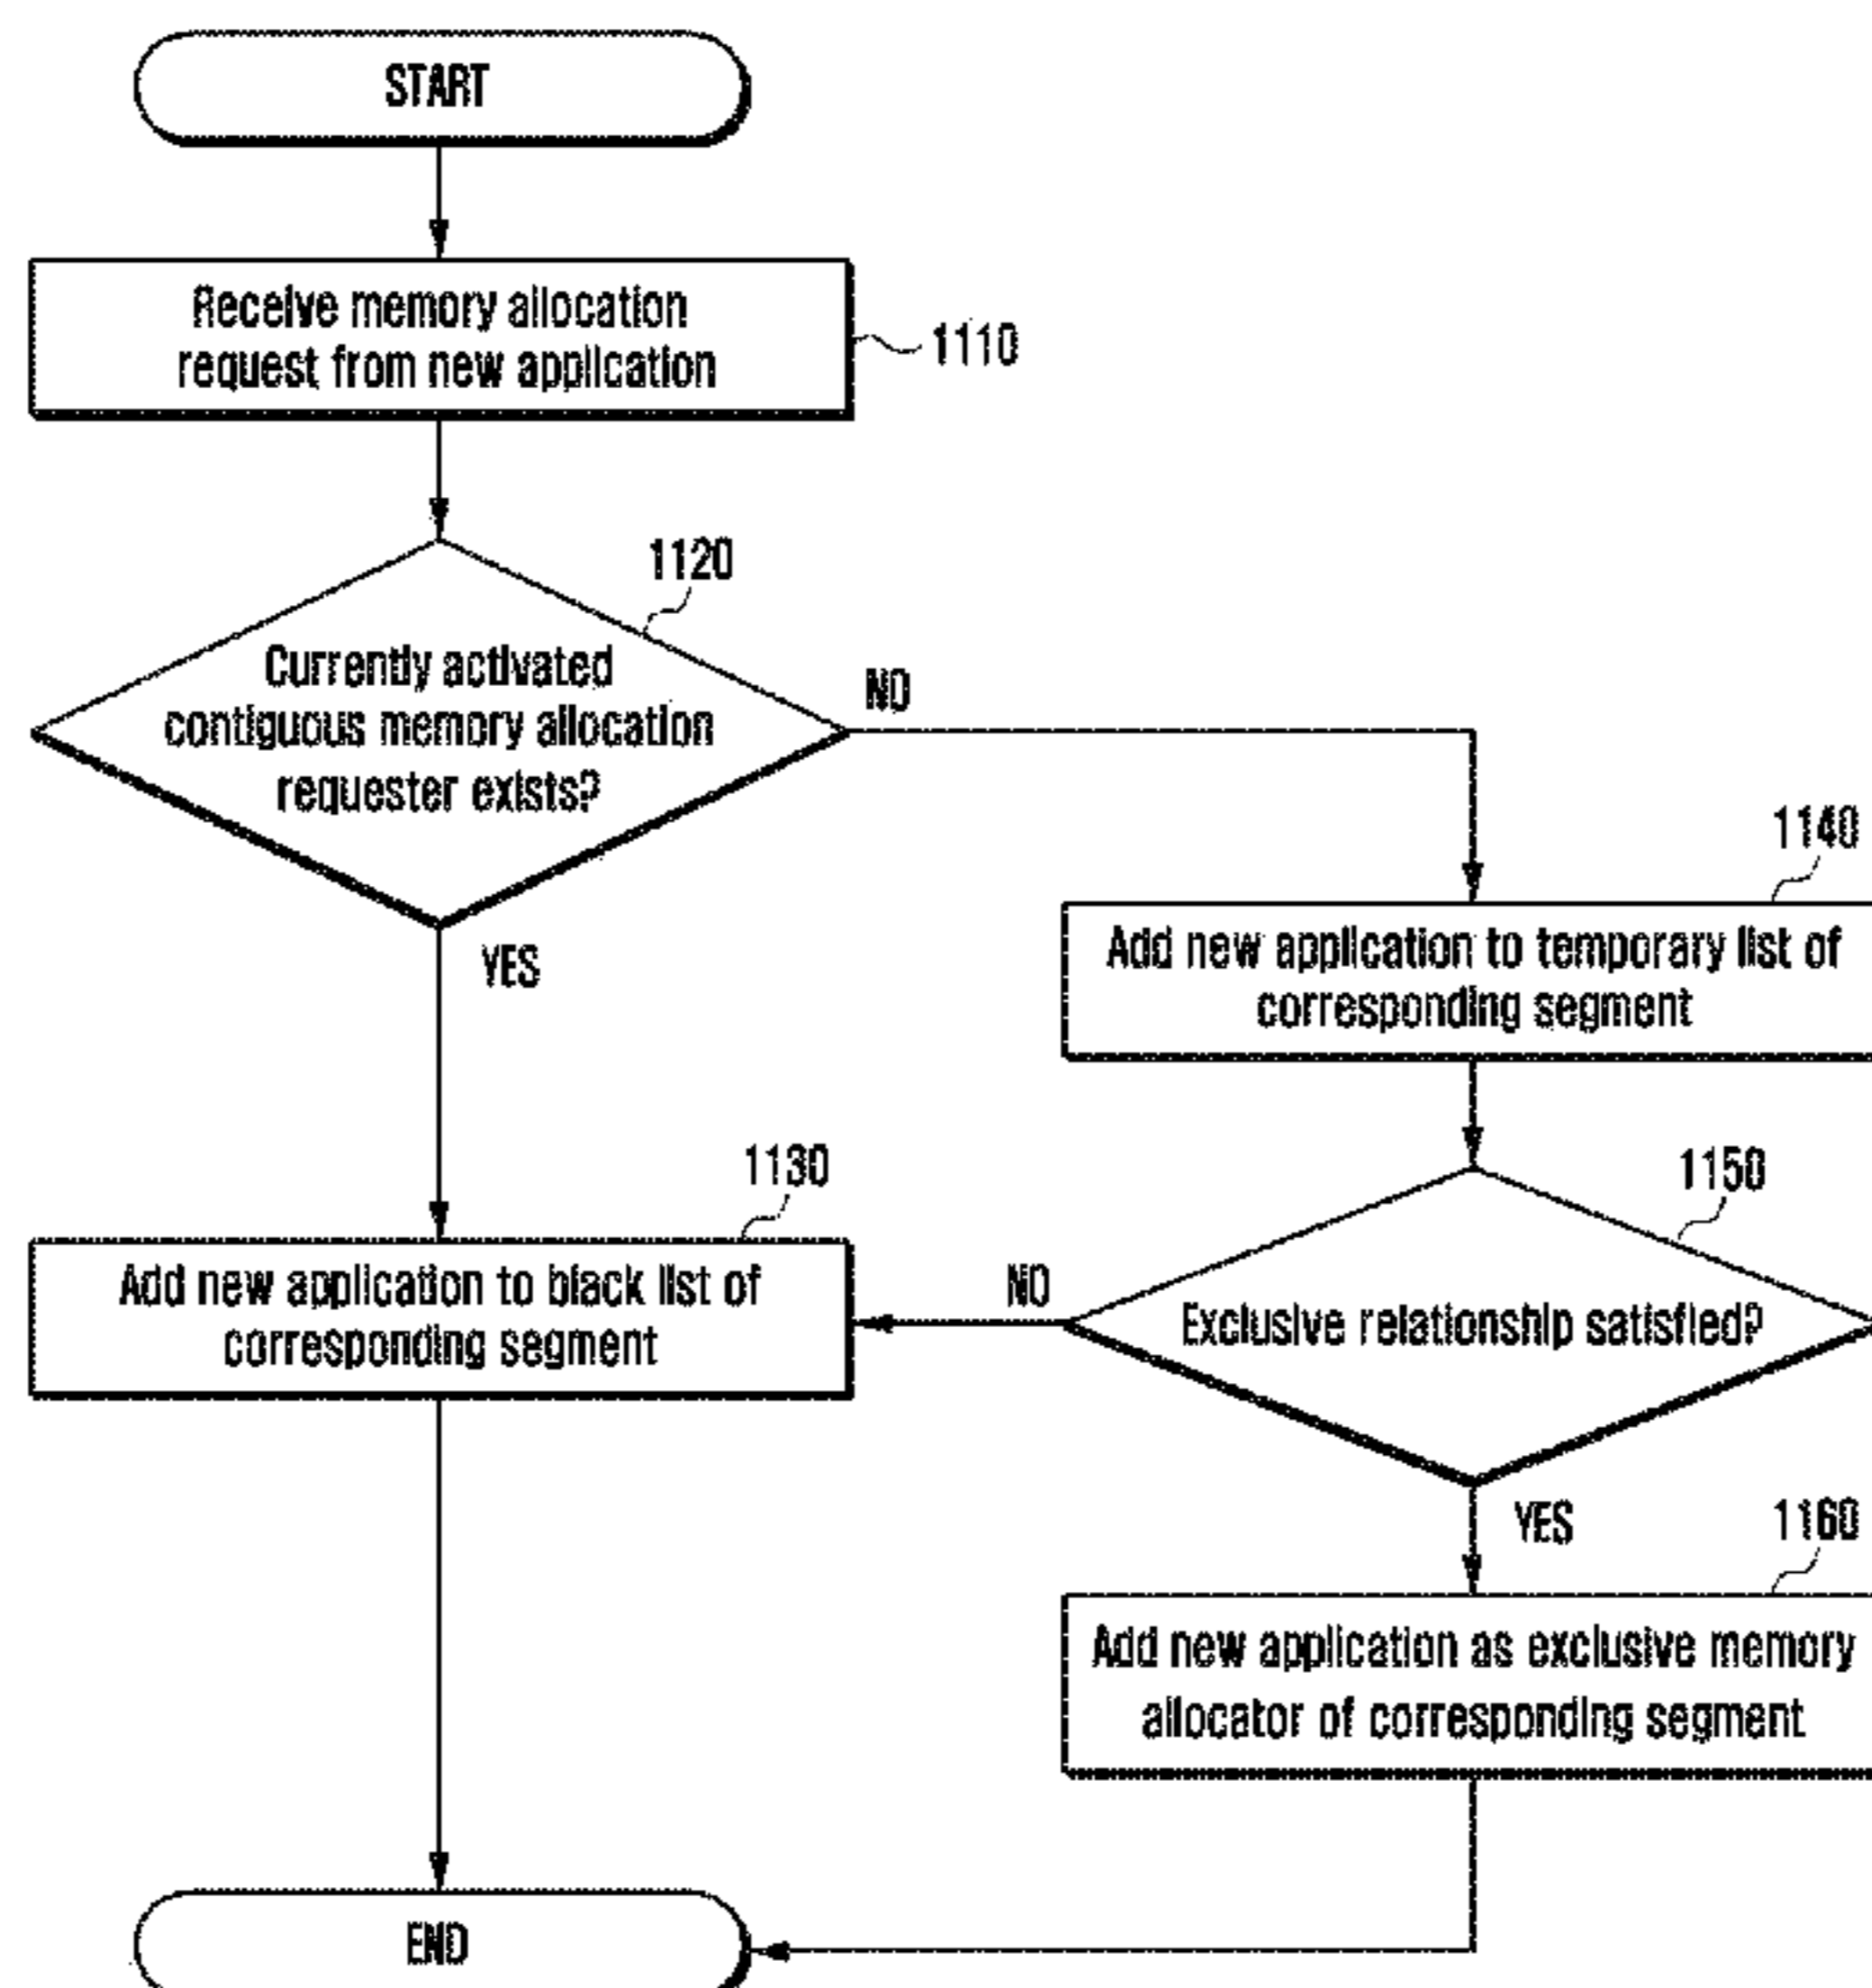 START
Receive memory allocation
request from new application
1110
1120
Currently activated
contiguous memory allocation
requester exists?
NO
YES
1140
Add new application to temporary list of
corresponding segment
1130
Add new application to black list of
corresponding segment
1150
NO
Exclusive relationship satisfied?
YES
1160
Add new application as exclusive memory
allocator of corresponding segment
END